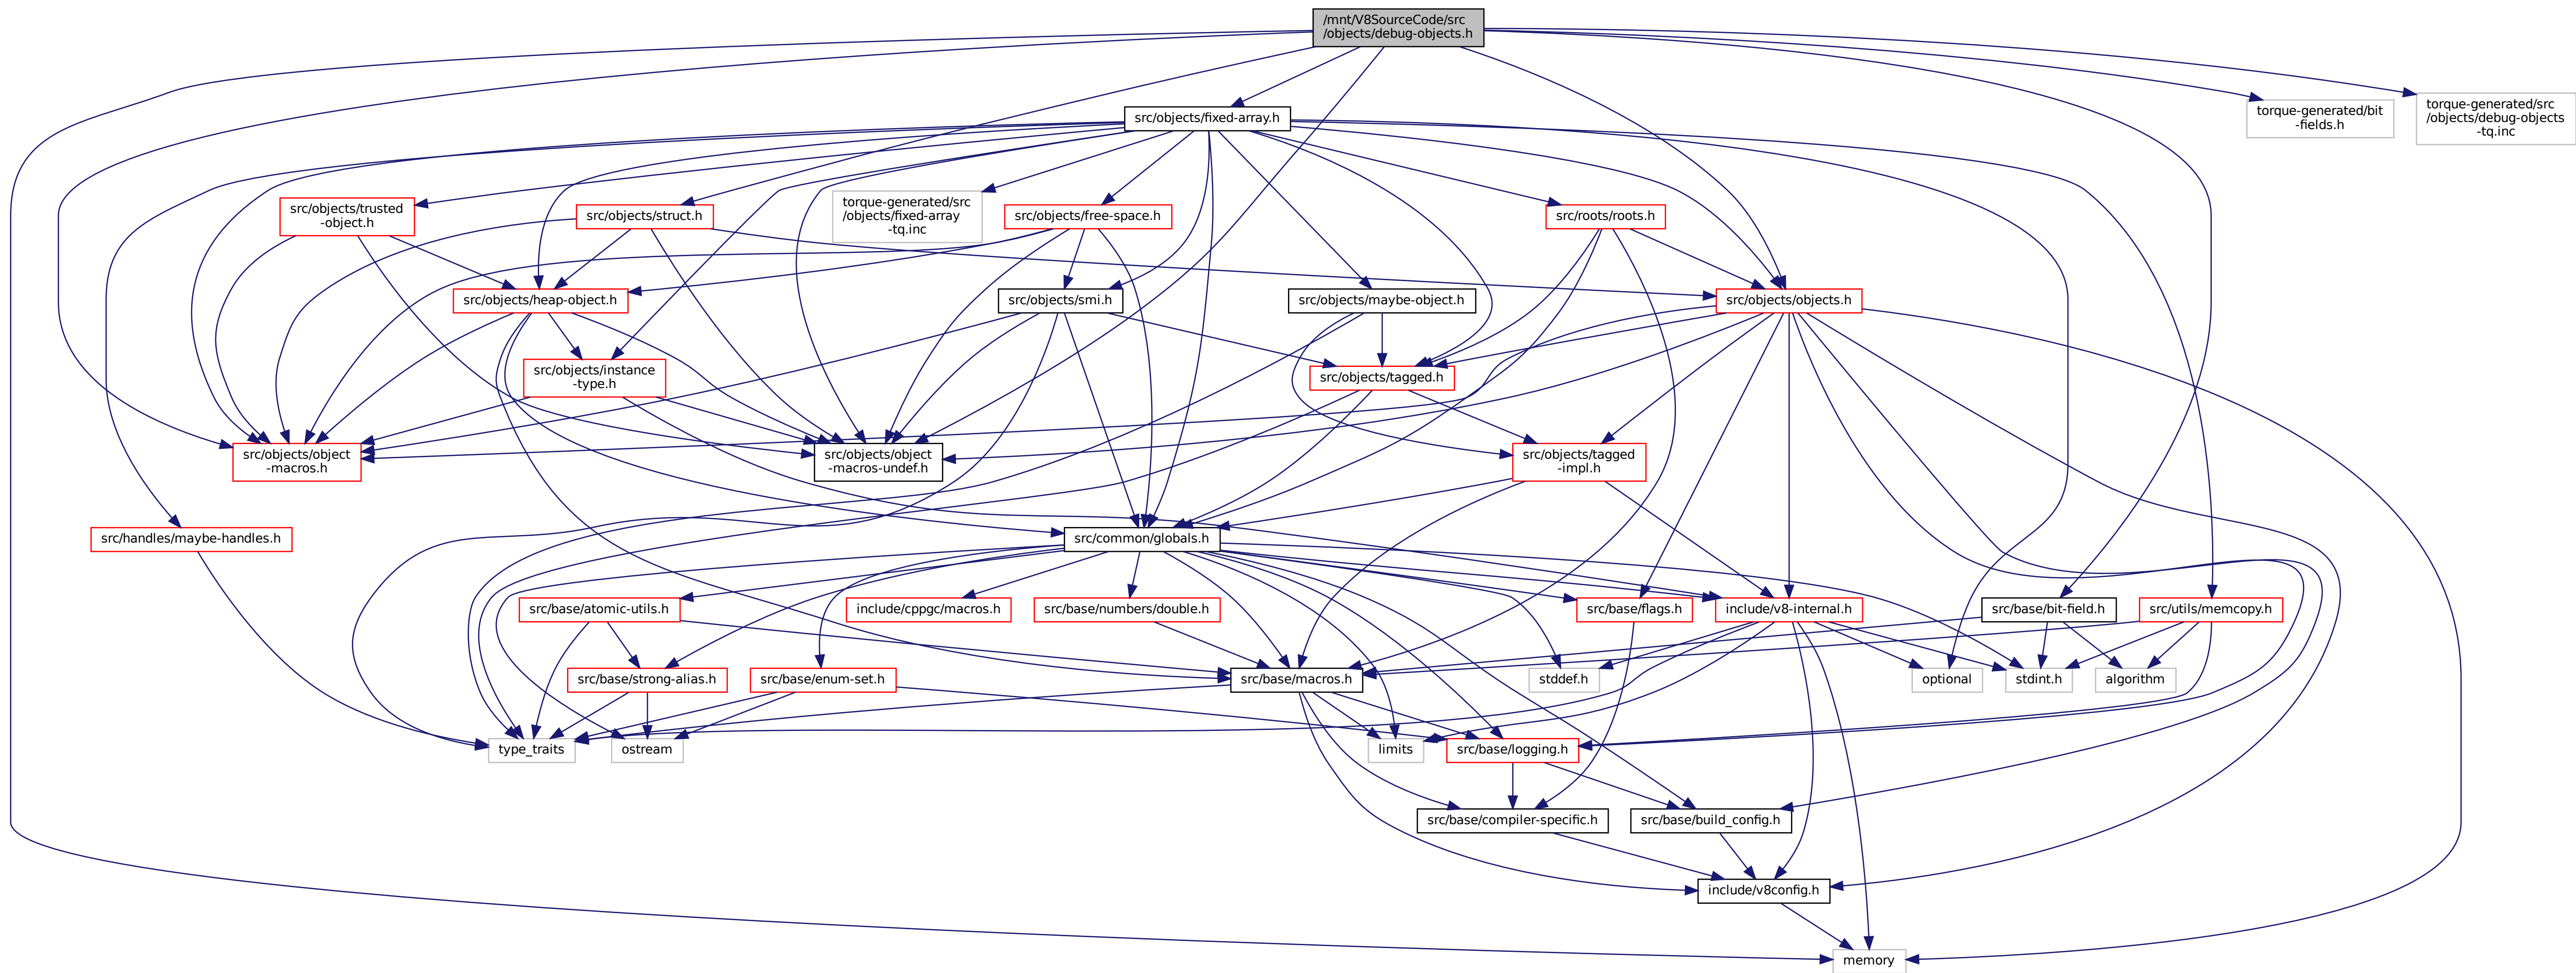 /mnt/V8SourceCode/src
/objects/debug-objects.h
src/objects/fixed-array.h
torque-generated/bit
-fields.h
torque-generated/src
/objects/debug-objects
-tq.inc
src/objects/trusted
-object.h
src/objects/struct.h
torque-generated/src
/objects/fixed-array
-tq.inc
src/objects/free-space.h
src/roots/roots.h
src/objects/heap-object.h
src/objects/smi.h
src/objects/maybe-object.h
src/objects/objects.h
src/objects/instance
-type.h
src/objects/tagged.h
src/objects/object
-macros.h
src/objects/object
-macros-undef.h
src/objects/tagged
-impl.h
src/handles/maybe-handles.h
src/common/globals.h
src/base/atomic-utils.h
include/cppgc/macros.h
src/base/numbers/double.h
src/base/flags.h
include/v8-internal.h
src/base/bit-field.h
src/utils/memcopy.h
src/base/strong-alias.h
src/base/enum-set.h
src/base/macros.h
stddef.h
optional
stdint.h
algorithm
type_traits
ostream
limits
src/base/logging.h
src/base/compiler-specific.h
src/base/build_config.h
include/v8config.h
memory